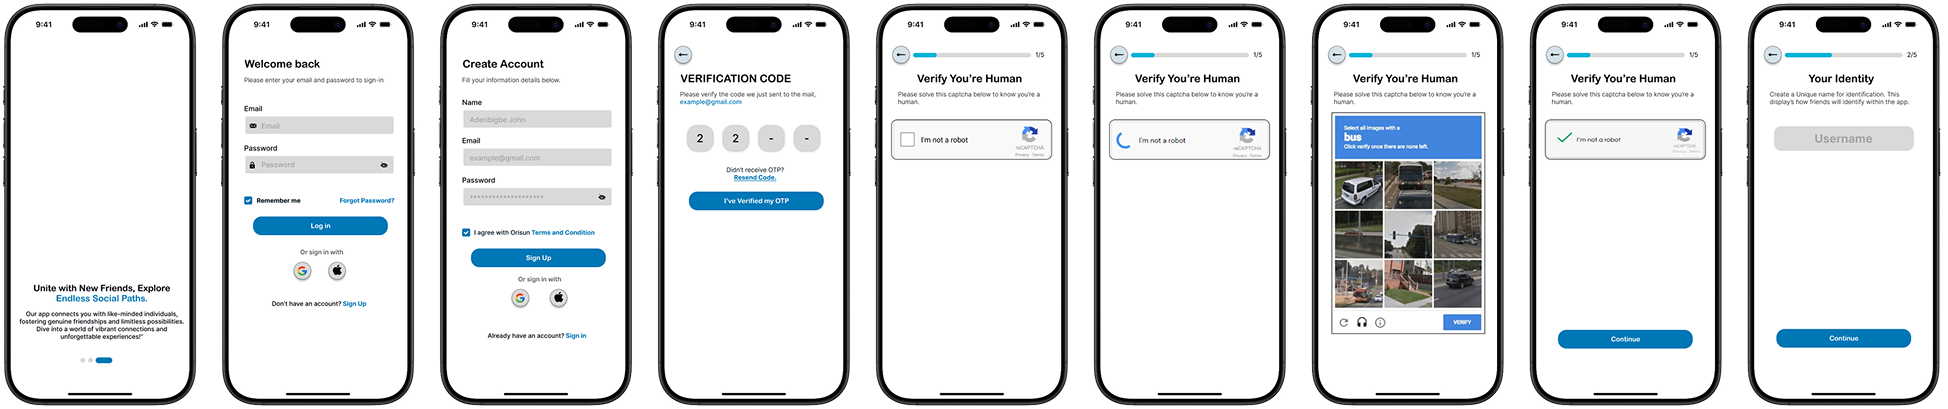 9:41
Unite with New Friends, Explore
Endless Social Paths.
Our app connects you with like-minded individuals,
fostering genuine friendships and limitless possibilities.
Dive into a world of vibrant connections and
unforgettable experiences!"
9:41
Welcome back
Please enter your email and password to sign-in
Email
Email
Password
Password
Remember me
Forgot Password?
Log in
Or sign in with
Don't have an account? Sign Up
9:41
Create Account
Fill your information details below.
Name
Aderibigbe John
Email
example@gmail.com
Password
********************
I agree with Orisun Terms and Condition
Sign Up
Or sign in with
Already have an account? Sign in
9:41
VERIFICATION CODE
Please verify the code we just sent to the mail,
example@gmail.com
2 2 - -
Didn't receive OTP?
Resend Code.
I've Verified my OTP
9:41
1/5
Verify You're Human
Please solve this captcha below to know you're a
human.
I'm not a robot
reCAPTCHA
Privacy - Terms
9:41
1/5
Verify You're Human
Please solve this captcha below to know you're a
human.
I'm not a robot
reCAPTCHA
Privacy - Terms
9:41
1/5
Verify You're Human
Please solve this captcha below to know you're a
human.
Select all images with a
bus
Click verify once there are none left.
VERIFY
9:41
1/5
Verify You're Human
Please solve this captcha below to know you're a
human.
I'm not a robot
reCAPTCHA
Privacy - Terms
Continue
9:41
2/5
Your Identity
Create a Unique name for identification. This
display's how friends will identify within the app.
Username
Continue